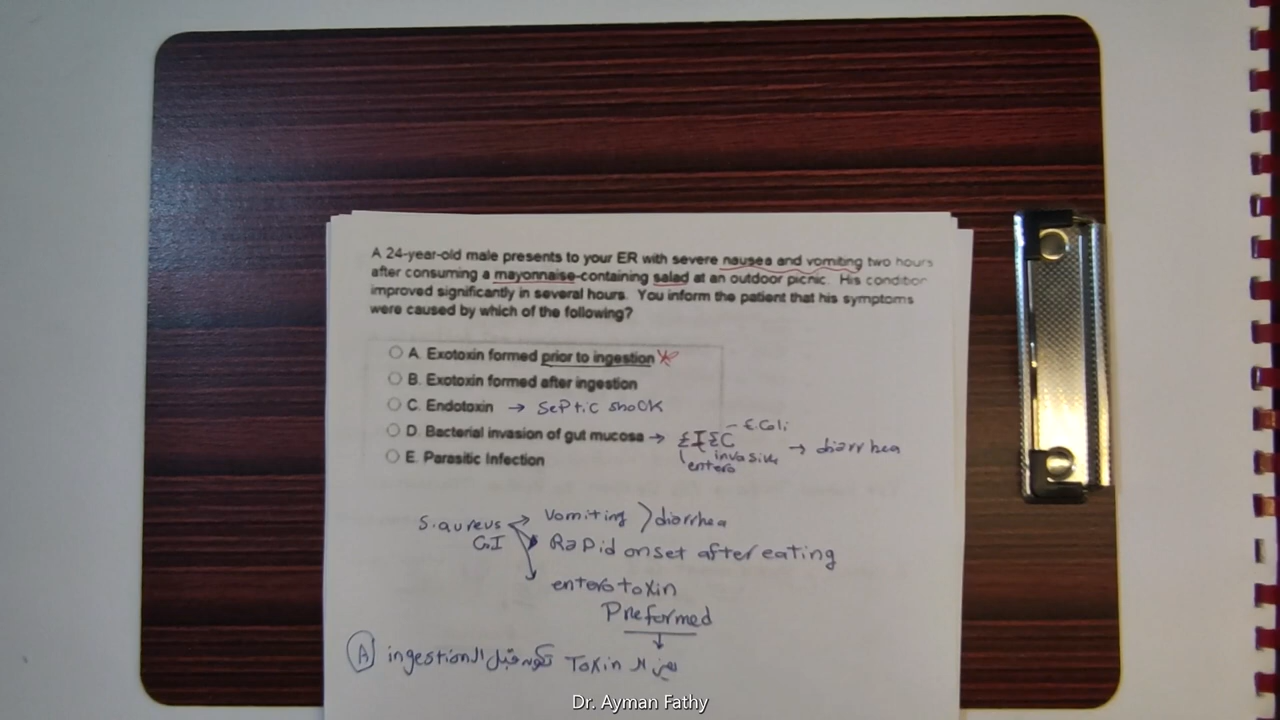 A 24-year-old male presents to your ER with severe nausea and vomiting two hours
after consuming a mayonnaise-containing salad at an outdoor picnic. His condition
improved significantly in several hours. You inform the patient that his symptoms
were caused by which of the following?
A. Exotoxin formed prior to ingestion
B. Exotoxin formed after ingestion
C. Endotoxin → SePtic shoOK
D. Bacterial invasion of gut mucosa → EIEC → diarrhea
E.Coli
invasive
entero
E. Parasitic Infection
S.aureus → Vomiting > diarrhea
GI
RaPid onset after eating
enterotoxin
Preformed
A ingestion تكون قبل ال Toxin ال
Dr. Ayman Fathy